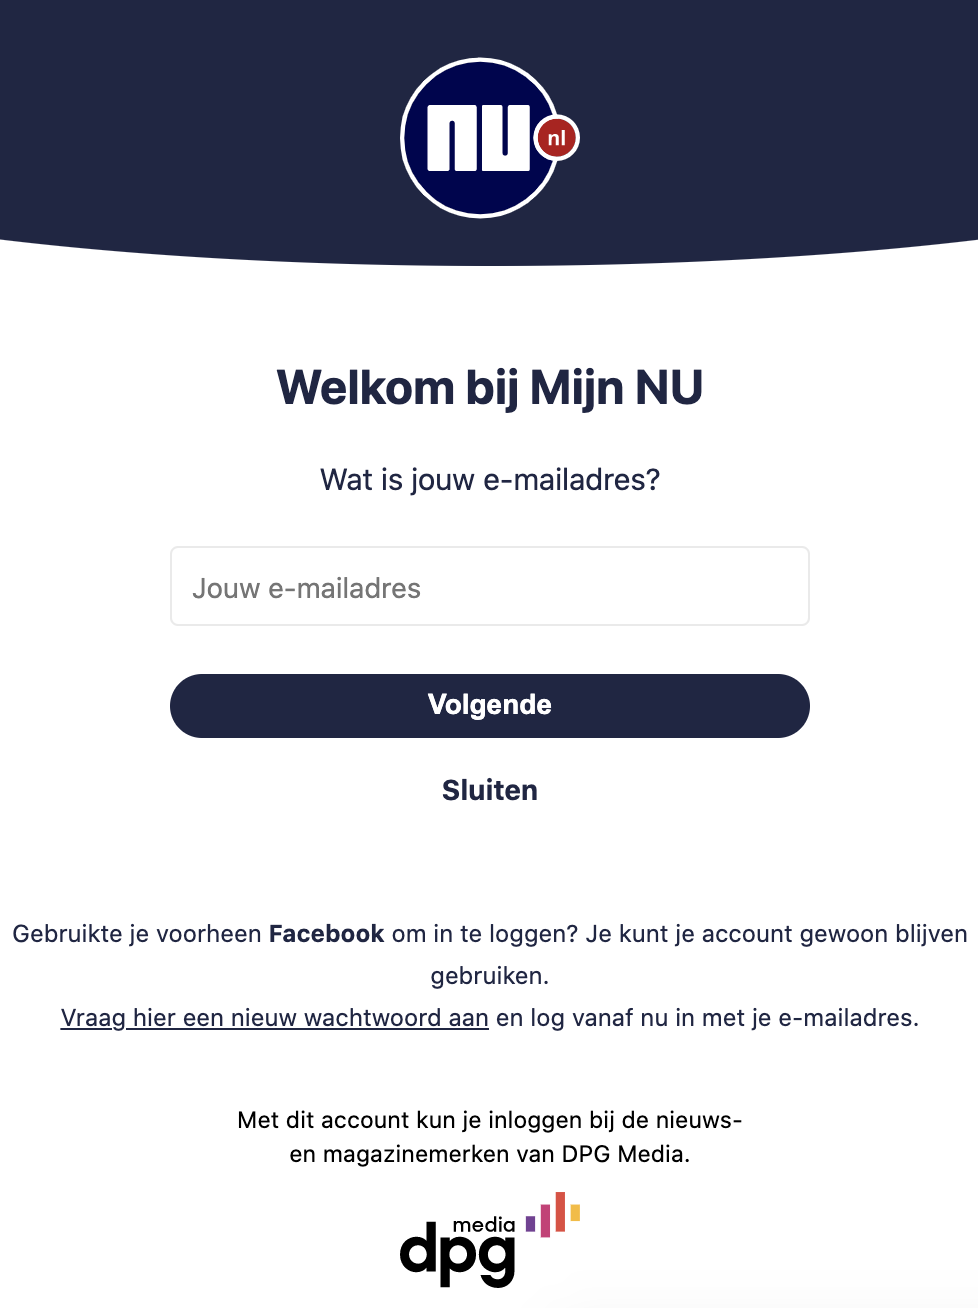 nu
nl
Welkom bij Mijn NU
Wat is jouw e-mailadres?
Jouw e-mailadres
Volgende
Sluiten
Gebruikte je voorheen Facebook om in te loggen? Je kunt je account gewoon blijven
gebruiken.
Vraag hier een nieuw wachtwoord aan en log vanaf nu in met je e-mailadres.
Met dit account kun je inloggen bij de nieuws-
en magazinemerken van DPG Media.
media
dpg